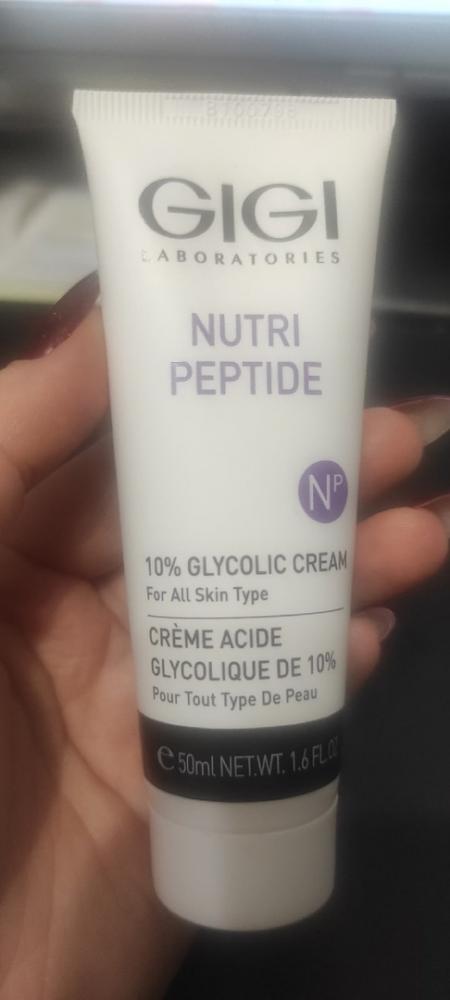 GIGI
LABORATORIES
NUTRI
PEPTIDE
NP
10% GLYCOLIC CREAM
For All Skin Type
CRÈME ACIDE
GLYCOLIQUE DE 10%
Pour Tout Type De Peau
℮ 50ml NET.WT. 1.6 FL.OZ